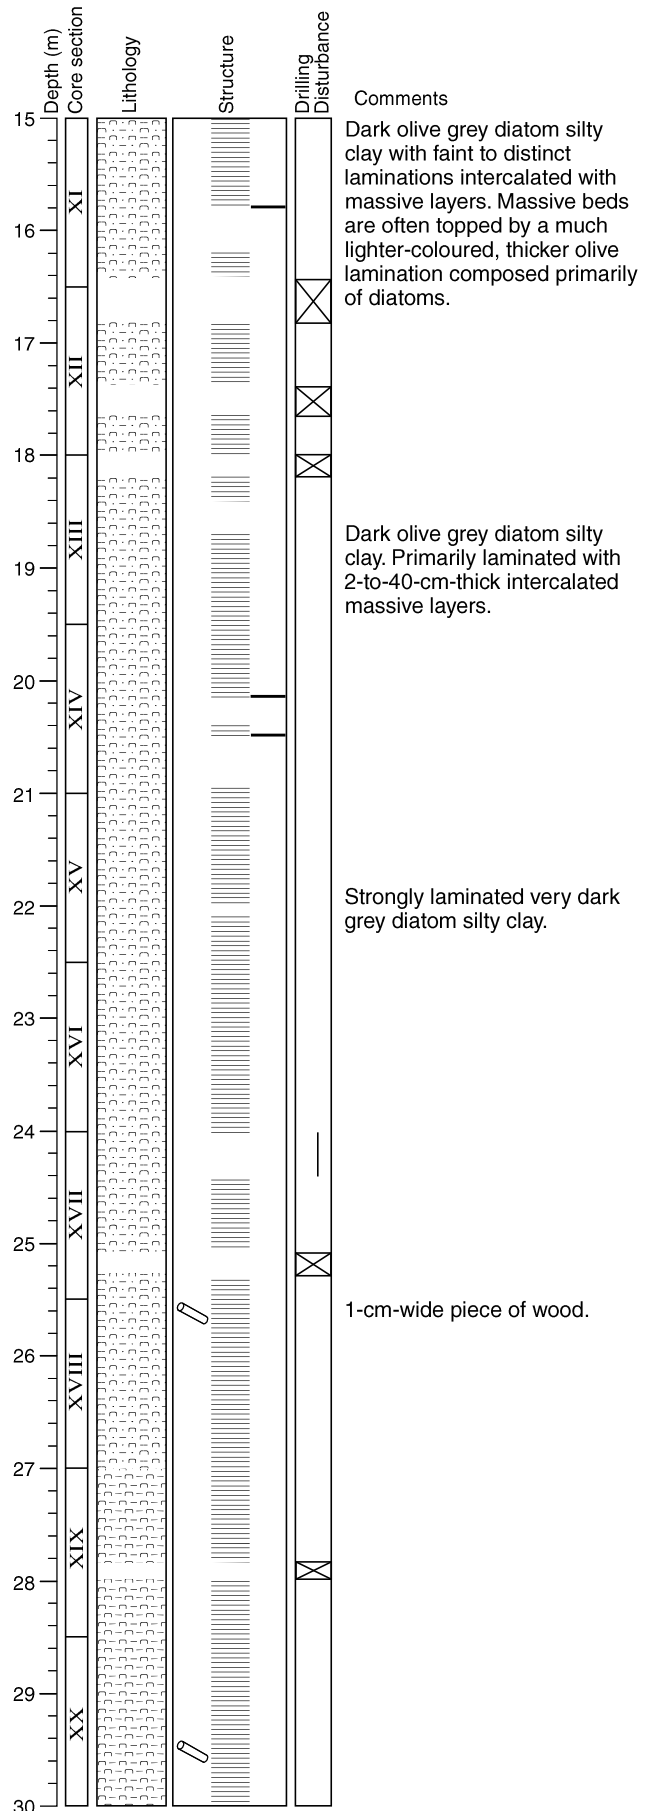 Depth (m)
Core section
Lithology
Structure
Drilling
Disturbance
Comments
15
Dark olive grey diatom silty
clay with faint to distinct
laminations intercalated with
massive layers. Massive beds
are often topped by a much
lighter-coloured, thicker olive
lamination composed primarily
of diatoms.
XI
16
17
XII
18
Dark olive grey diatom silty
clay. Primarily laminated with
2-to-40-cm-thick intercalated
massive layers.
XIII
19
20
XIV
21
XV
Strongly laminated very dark
grey diatom silty clay.
22
23
XVI
24
XVII
25
1-cm-wide piece of wood.
26
XVIII
27
XIX
28
29
XX
30